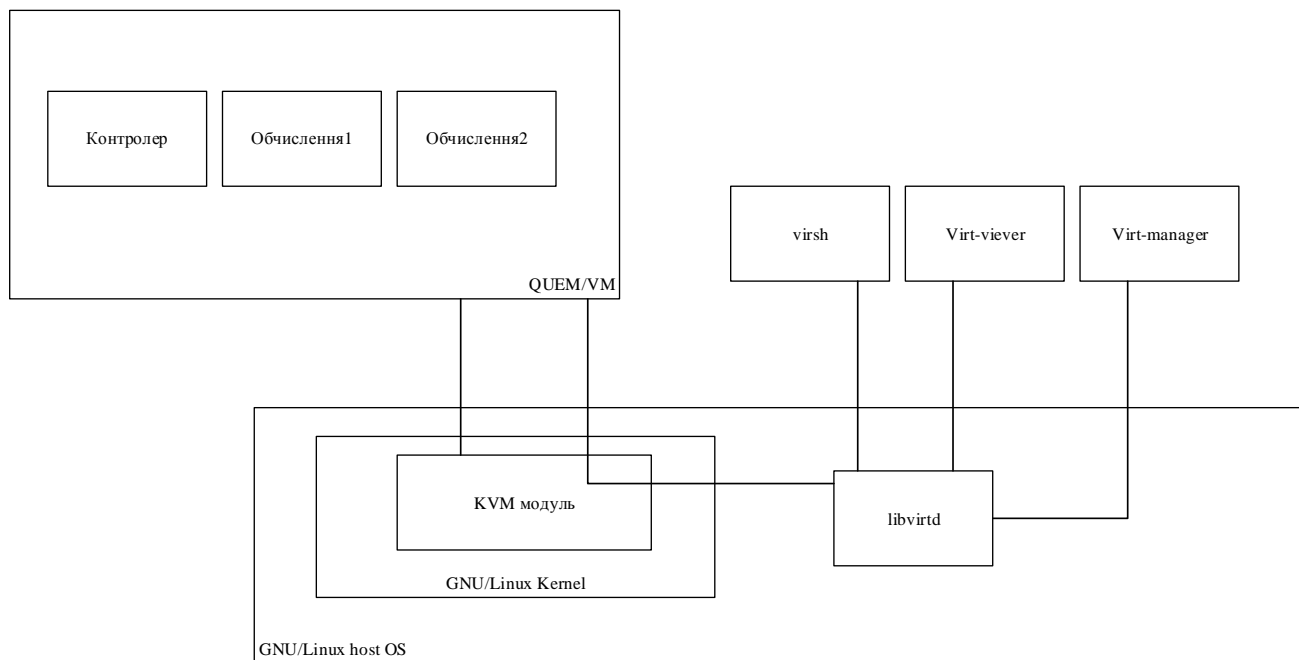 Контролер
Обчислення1
Обчислення2
QUEM/VM
virsh
Virt-viever
Virt-manager
KVM модуль
GNU/Linux Kernel
libvirtd
GNU/Linux host OS